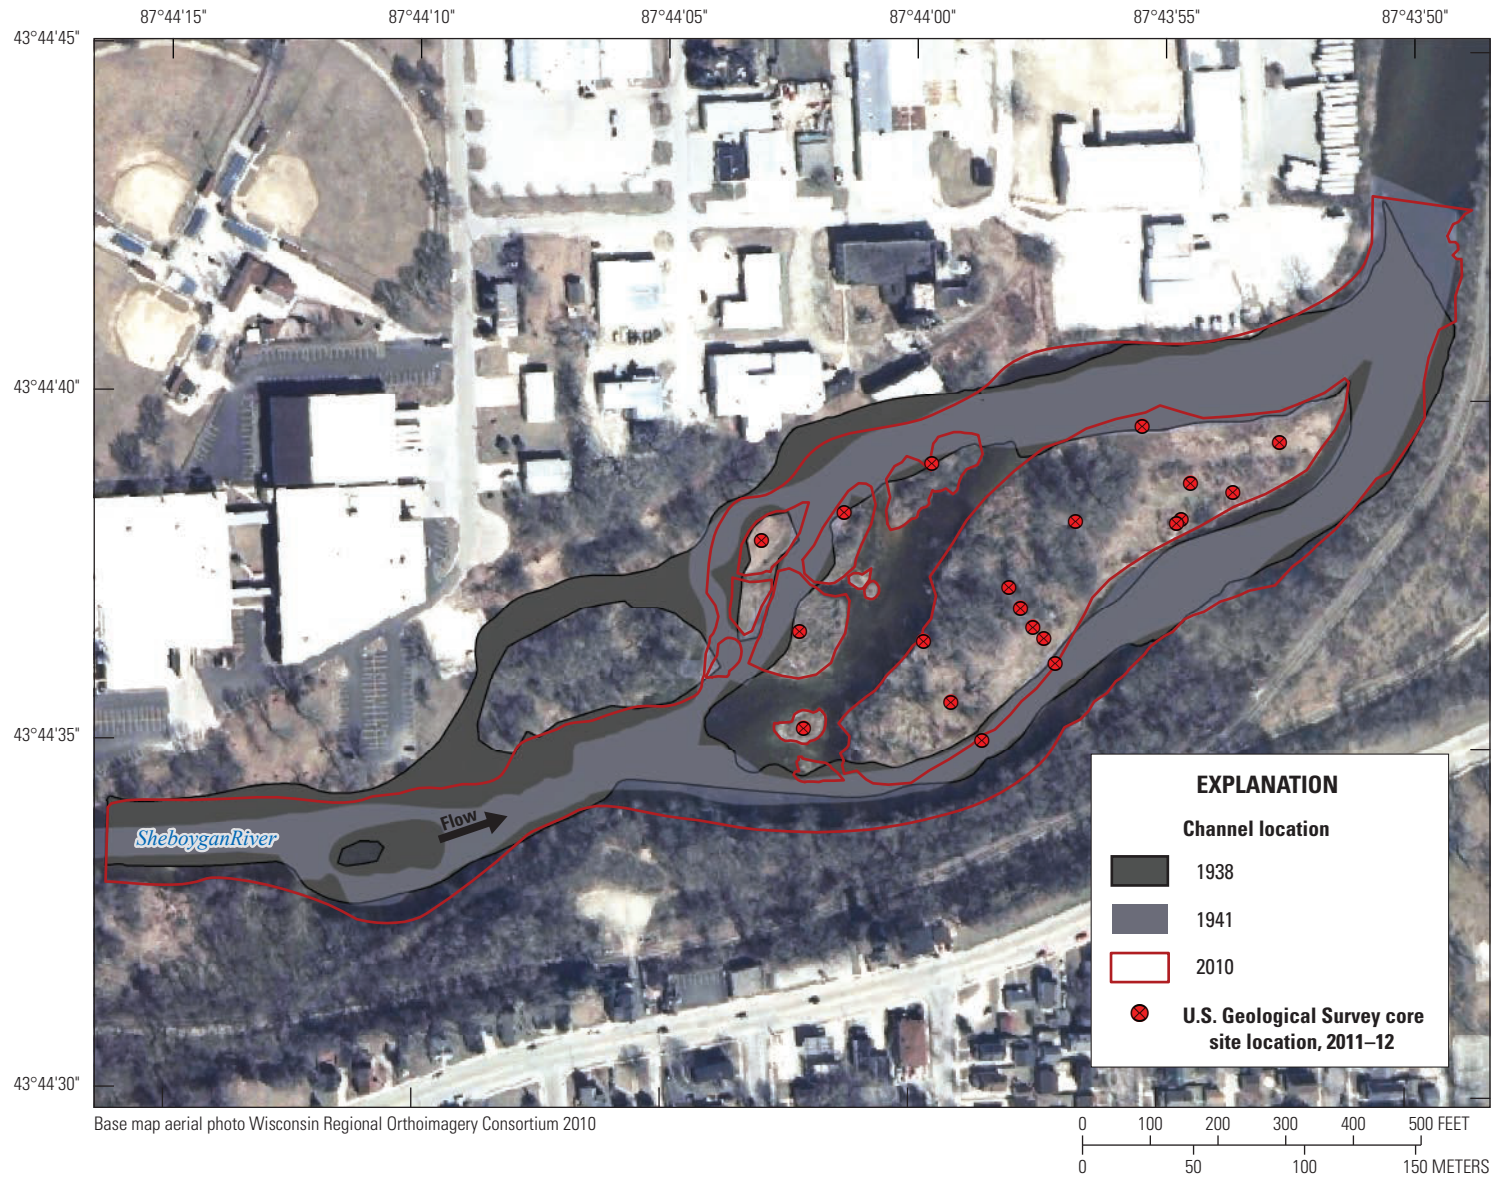 87°44'15" 87°44'10" 87°44'05" 87°44'00" 87°43'55" 87°43'50"
43°44'45"
43°44'40"
43°44'35"
43°44'30"
SheboyganRiver
Flow
EXPLANATION
Channel location
1938
1941
2010
U.S. Geological Survey core
site location, 2011–12
Base map aerial photo Wisconsin Regional Orthoimagery Consortium 2010
0 100 200 300 400 500 FEET
0 50 100 150 METERS